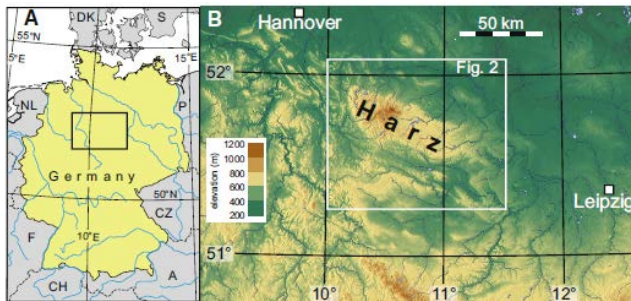 A
DK
S
55°N
5°E
15°E
NL
P
Germany
50°N
CZ
10°E
F
CH
A
B
Hannover
50 km
52°
Fig. 2
Harz
elevation (m)
1200
1000
800
600
400
200
Leipzig
51°
10°
11°
12°